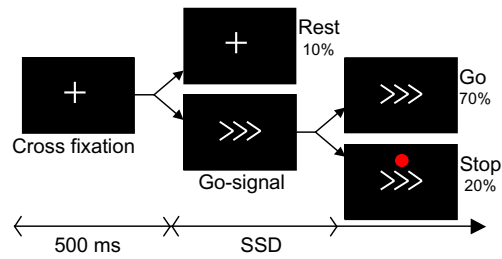 Rest
10%
Go
70%
Cross fixation
Go-signal
Stop
20%
500 ms
SSD